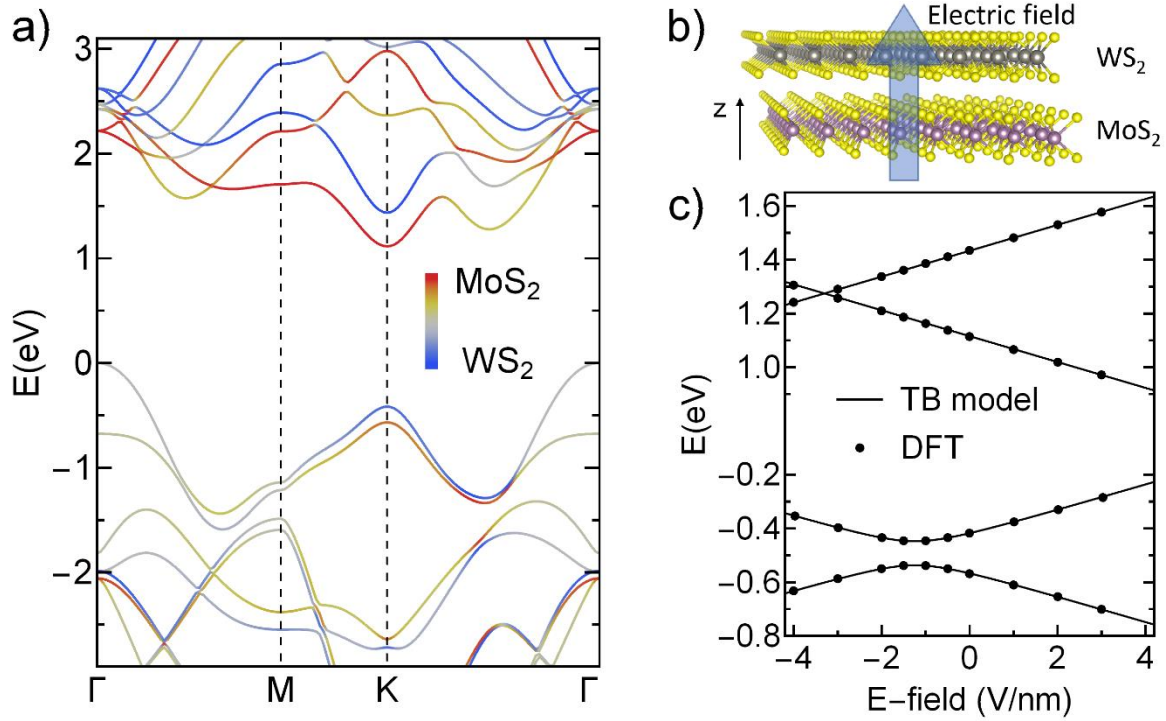 a)
3
2
1
0
−1
−2
E(eV)
MoS₂
WS₂
Γ
M
K
Γ
b)
Electric field
WS₂
z
MoS₂
c)
1.6
1.4
1.2
1.0
−0.2
−0.4
−0.6
−0.8
E(eV)
TB model
DFT
−4
−2
0
2
4
E−field (V/nm)